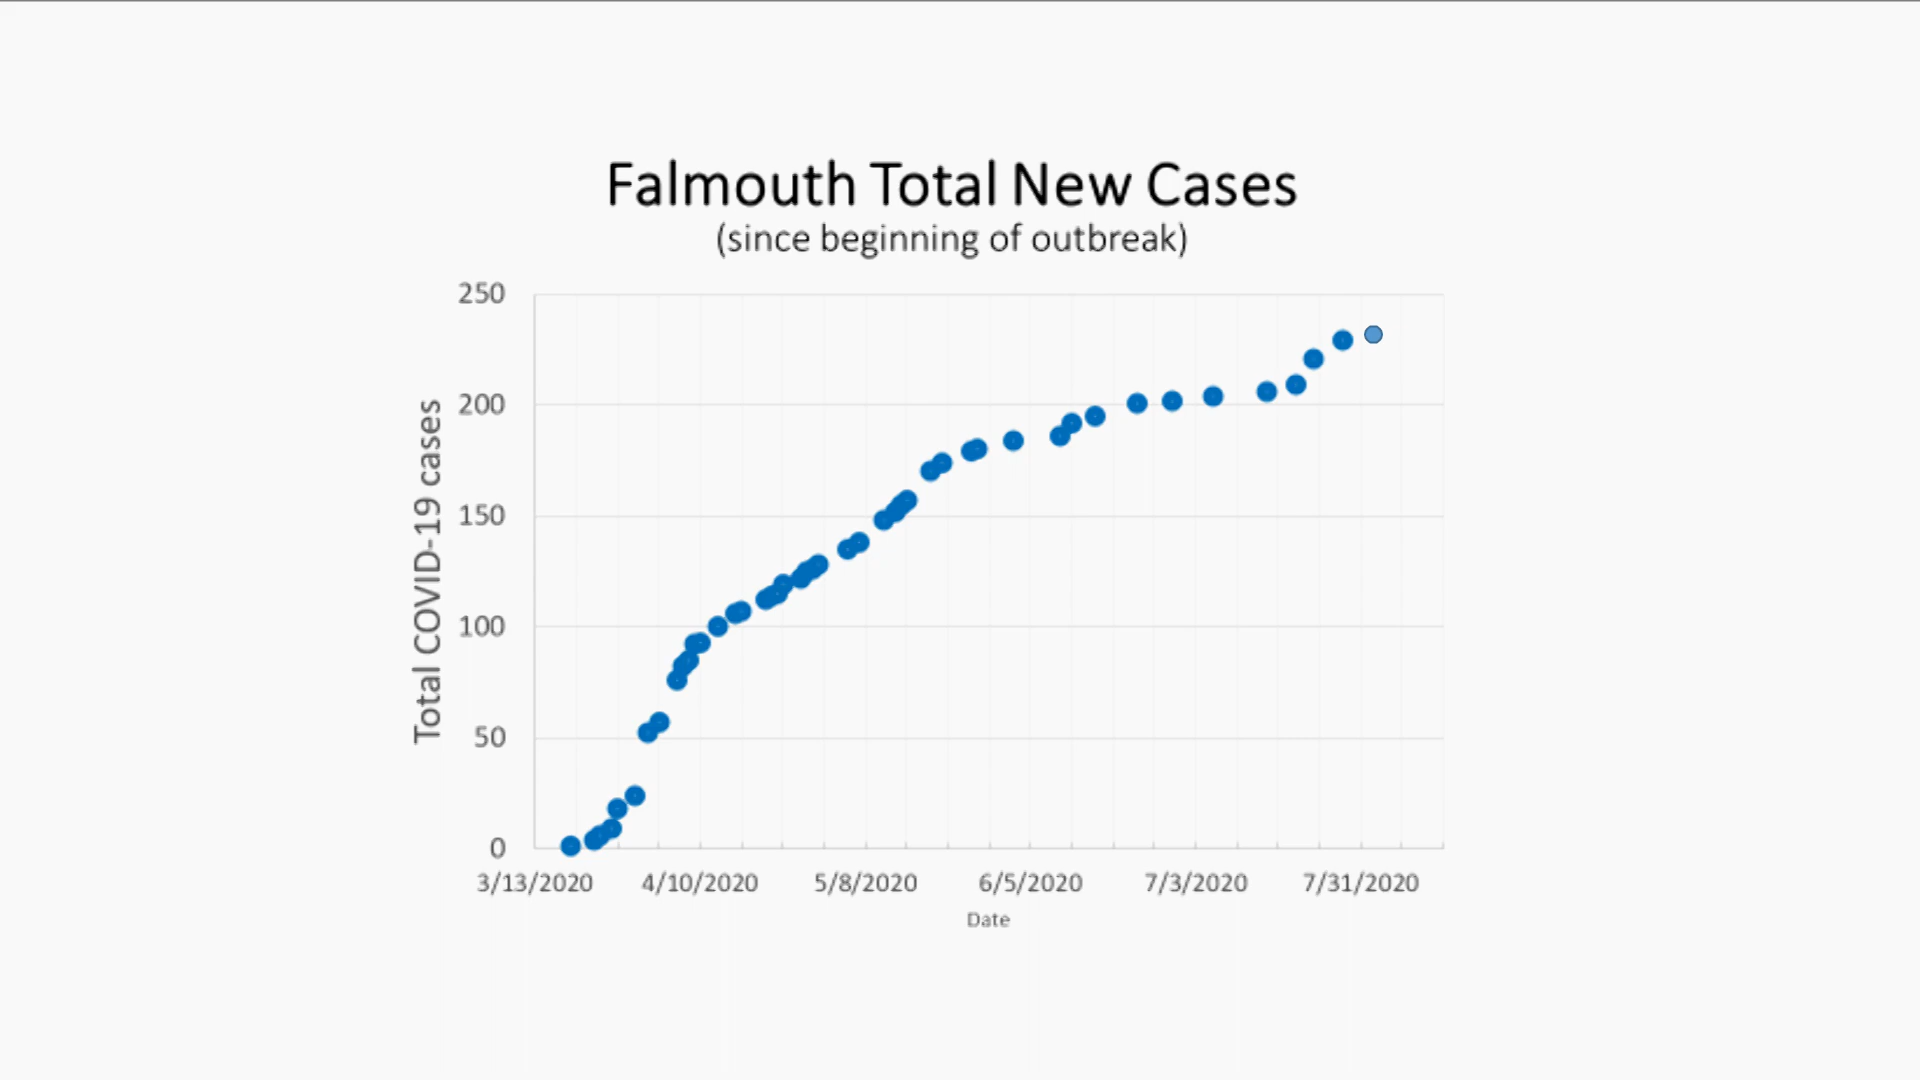 Falmouth Total New Cases
(since beginning of outbreak)
Total COVID-19 cases
250
200
150
100
50
0
3/13/2020 4/10/2020 5/8/2020 6/5/2020 7/3/2020 7/31/2020
Date